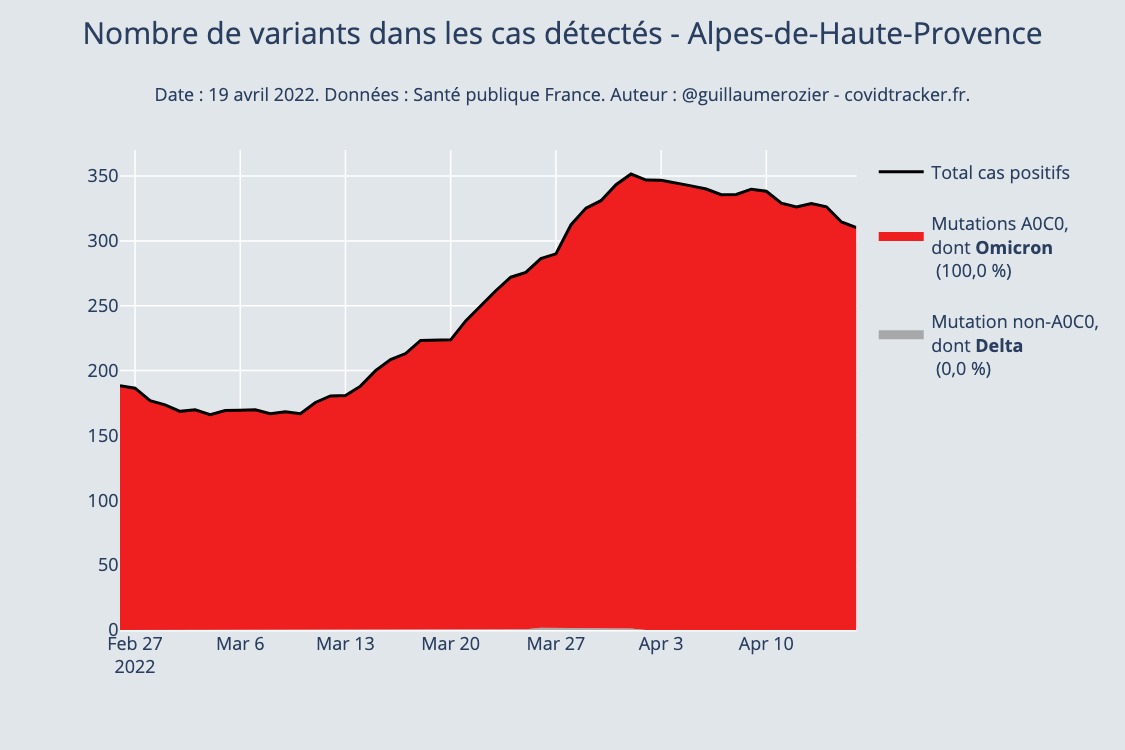 Nombre de variants dans les cas détectés - Alpes-de-Haute-Provence
Date : 19 avril 2022. Données : Santé publique France. Auteur : @guillaumerozier - covidtracker.fr.
350
300
250
200
150
100
50
0
Feb 27 Mar 6 Mar 13 Mar 20 Mar 27 Apr 3 Apr 10
2022
Total cas positifs
Mutations A0C0,
dont Omicron
(100,0 %)
Mutation non-A0C0,
dont Delta
(0,0 %)